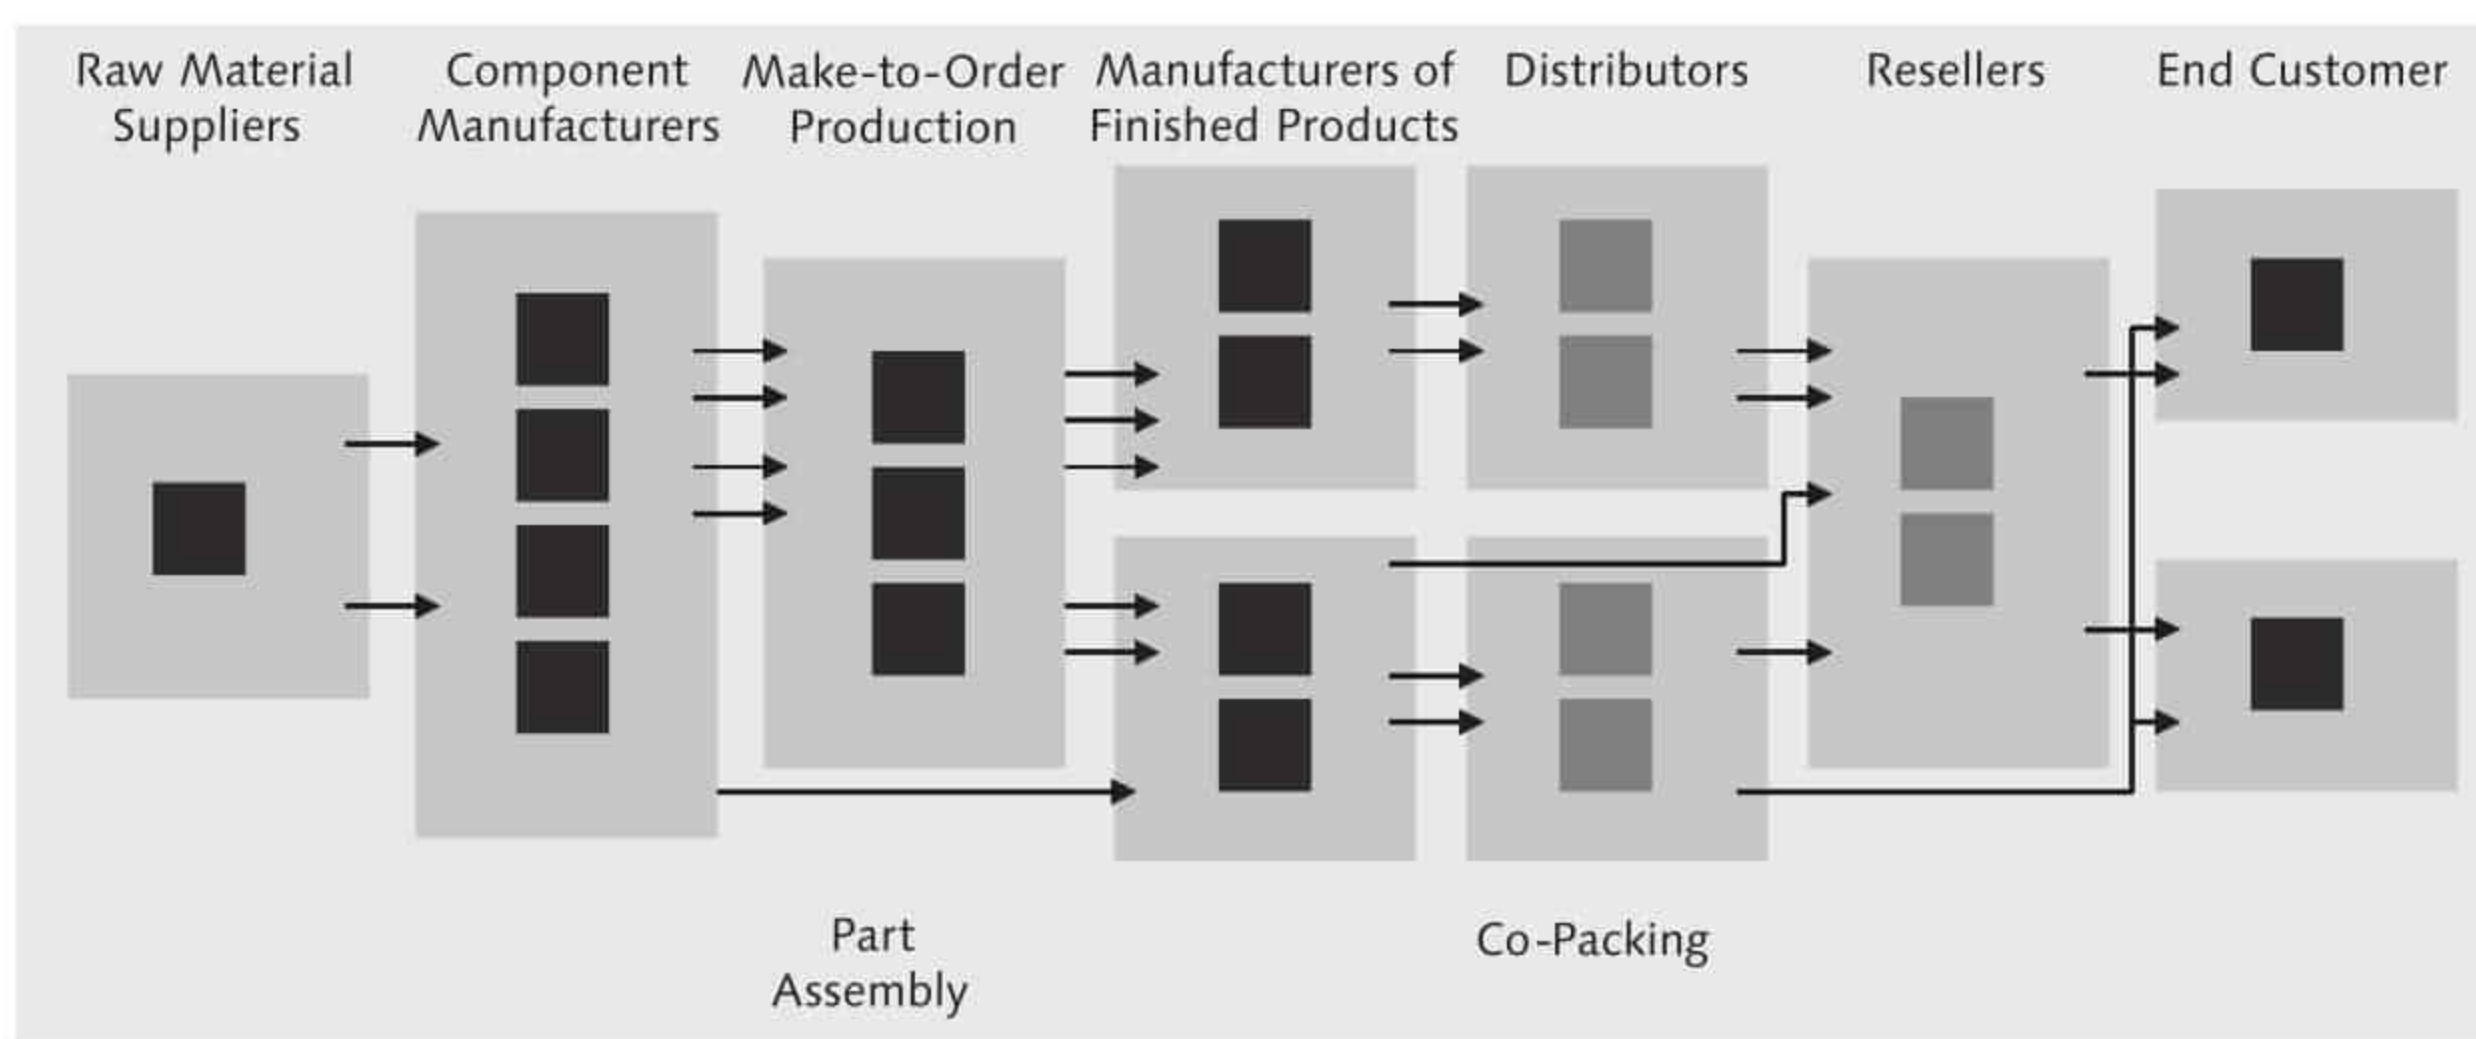 Raw Material
Suppliers
Component
Manufacturers
Make-to-Order
Production
Manufacturers of
Finished Products
Distributors
Resellers
End Customer
Part
Assembly
Co-Packing